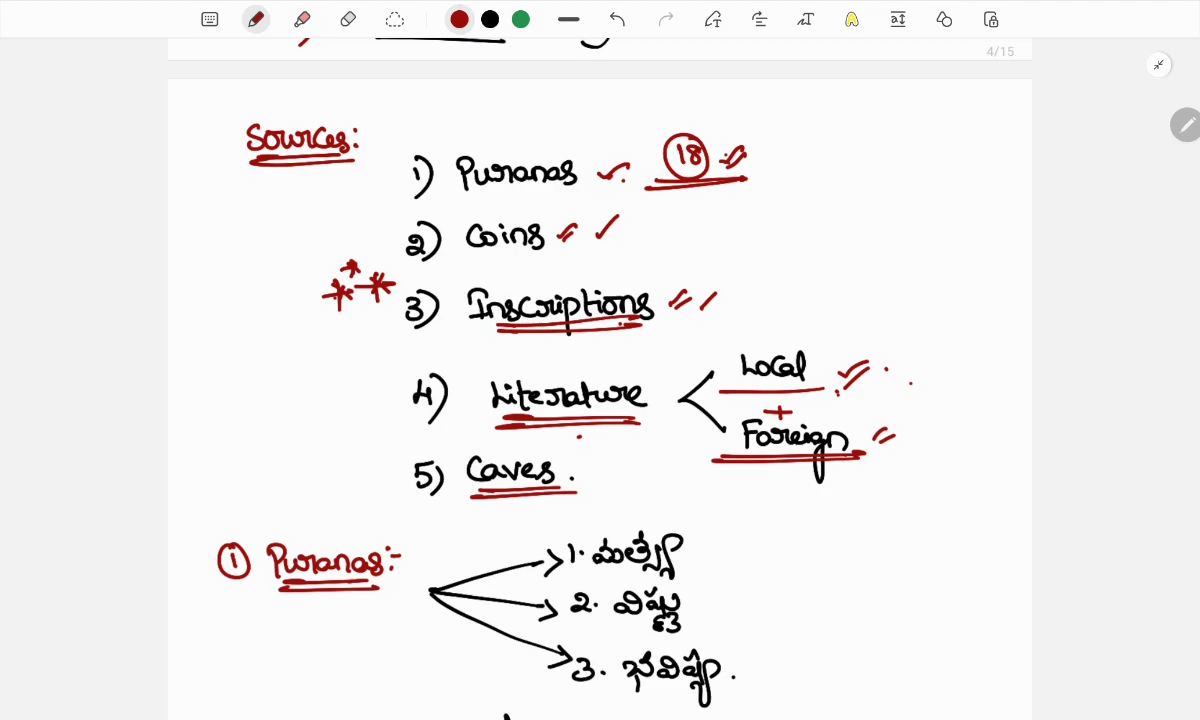 4/15
Sources:
1) Puranas 18
2) Coins
3) Inscriptions
4) Literature
Local
+
Foreign
5) Caves.
① Puranas:-
1. మత్స్య
2. విష్ణు
3. భవిష్య.